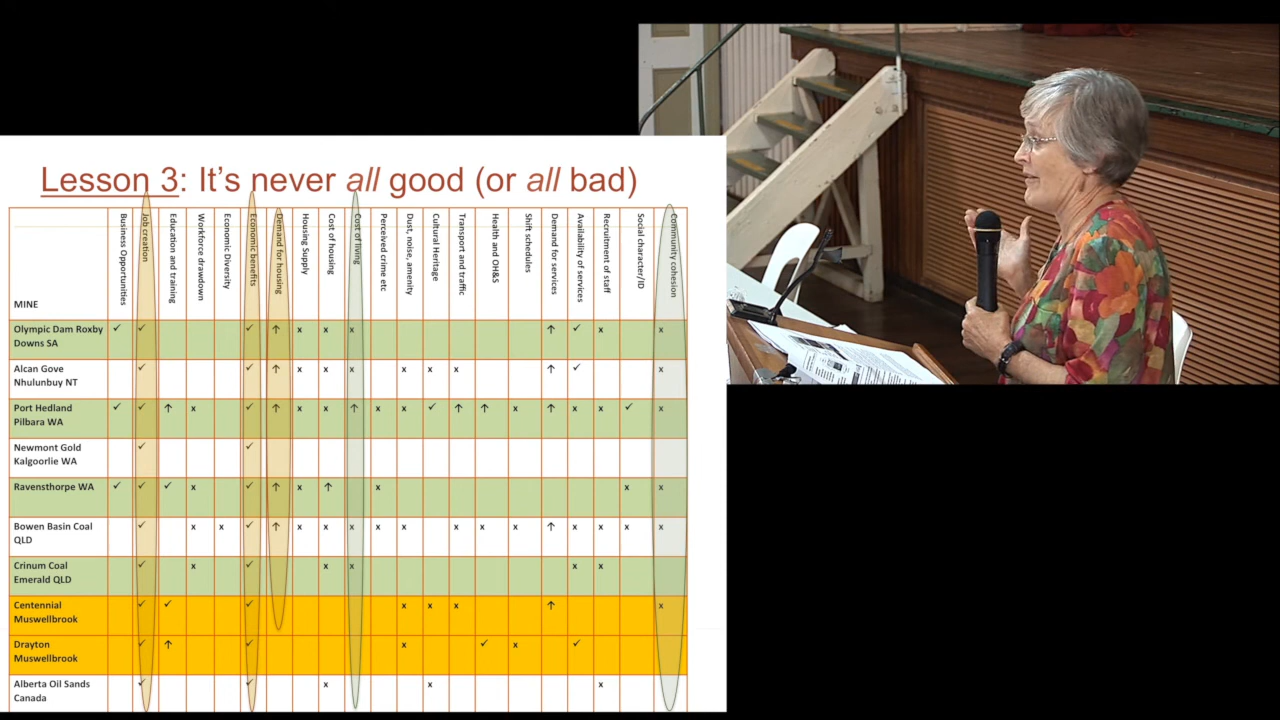 Lesson 3: It's never all good (or all bad)
MINE
Business Opportunities
Job creation
Education and training
Workforce drawdown
Economic Diversity
Economic benefits
Demand for housing
Housing Supply
Cost of housing
Cost of living
Perceived crime etc
Dust, noise, amenity
Cultural Heritage
Transport and traffic
Health and OH&S
Shift schedules
Demand for services
Availability of services
Recruitment of staff
Social character/ID
Community cohesion
Olympic Dam Roxby ✓ ✓ ✓ ↑ x x x ↑ ✓ x x
Downs SA
Alcan Gove ✓ ✓ ↑ x x x x x x ↑ ✓ x
Nhulunbuy NT
Port Hedland ✓ ✓ ↑ x ✓ ↑ x x ↑ x x ✓ ↑ ↑ x ↑ x x ✓ x
Pilbara WA
Newmont Gold ✓ ✓
Kalgoorlie WA
Ravensthorpe WA ✓ ✓ ✓ x ✓ ↑ x ↑ x x x
Bowen Basin Coal ✓ x x ✓ ↑ x x x x x x x x ↑ x x x x
QLD
Crinum Coal ✓ x ✓ x x x x
Emerald QLD
Centennial ✓ ✓ ✓ x x x ↑ x
Muswellbrook
Drayton ✓ ↑ ✓ x ✓ x ✓
Muswellbrook
Alberta Oil Sands ✓ ✓ x x x
Canada